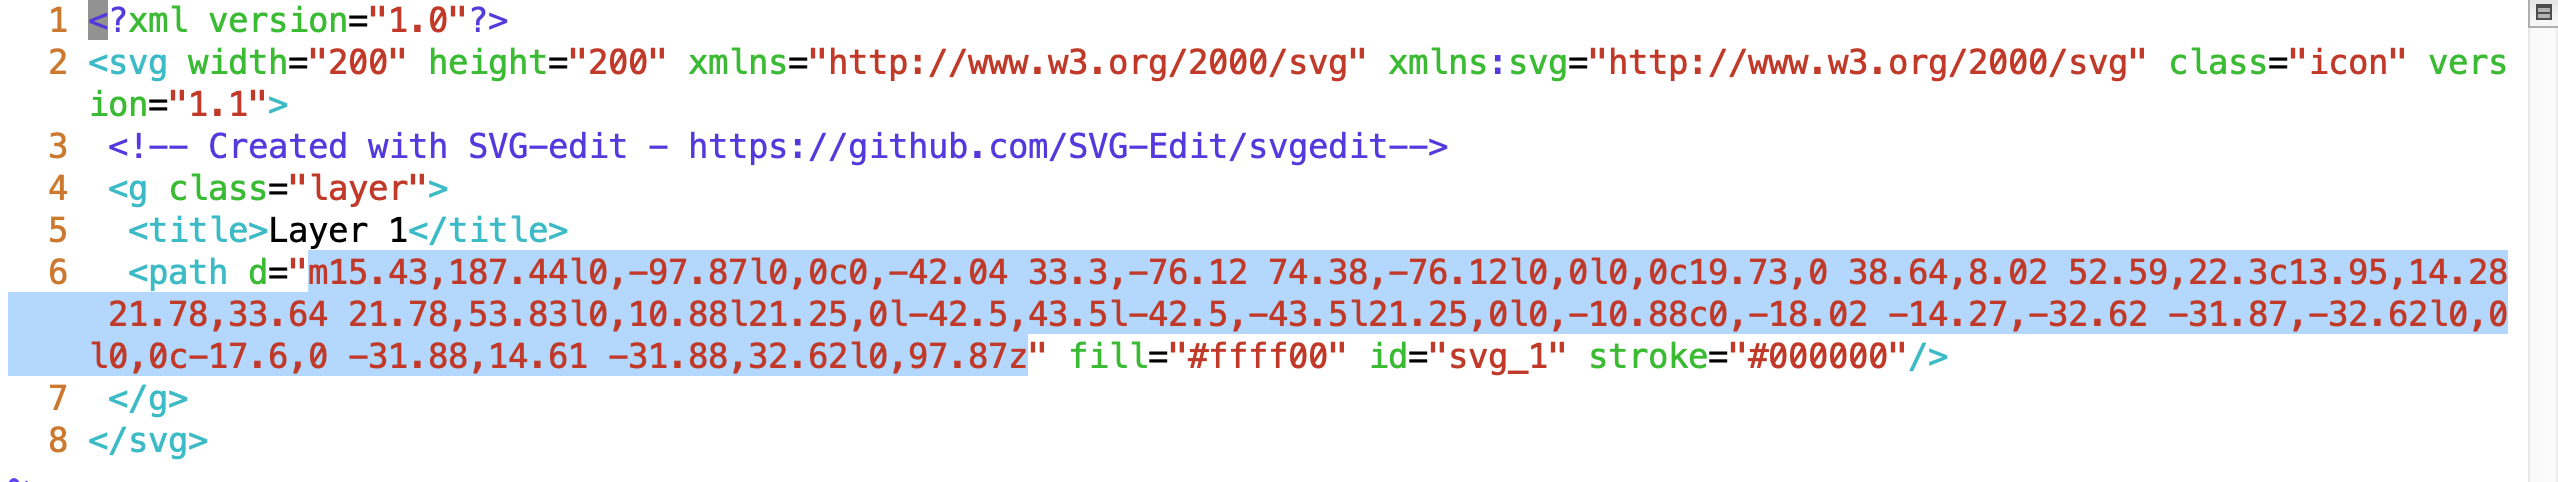 1 <?xml version="1.0"?>
2 <svg width="200" height="200" xmlns="http://www.w3.org/2000/svg" xmlns:svg="http://www.w3.org/2000/svg" class="icon" vers
ion="1.1">
3  <!-- Created with SVG-edit - https://github.com/SVG-Edit/svgedit-->
4  <g class="layer">
5   <title>Layer 1</title>
6   <path d="m15.43,187.44l0,-97.87l0,0c0,-42.04 33.3,-76.12 74.38,-76.12l0,0l0,0c19.73,0 38.64,8.02 52.59,22.3c13.95,14.28
 21.78,33.64 21.78,53.83l0,10.88l21.25,0l-42.5,43.5l-42.5,-43.5l21.25,0l0,-10.88c0,-18.02 -14.27,-32.62 -31.87,-32.62l0,0
l0,0c-17.6,0 -31.88,14.61 -31.88,32.62l0,97.87z" fill="#ffff00" id="svg_1" stroke="#000000"/>
7  </g>
8 </svg>